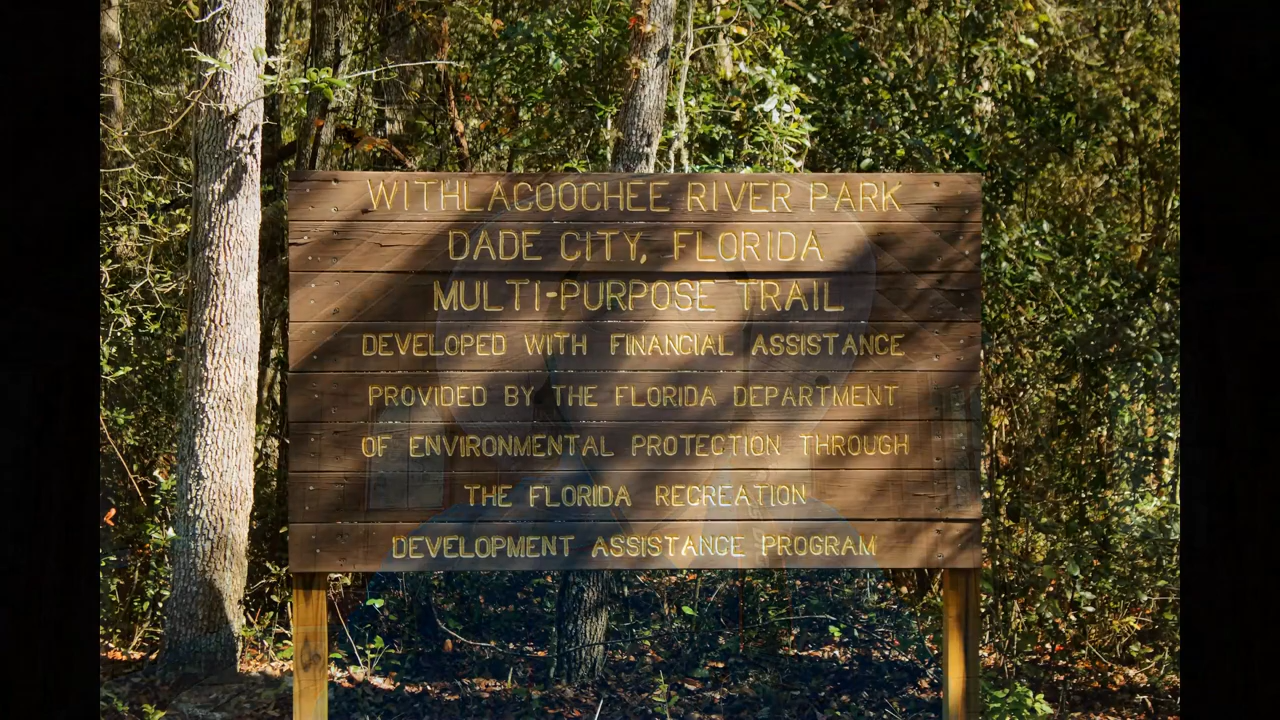 WITHLACOOCHEE RIVER PARK
DADE CITY, FLORIDA
MULTI-PURPOSE TRAIL
DEVELOPED WITH FINANCIAL ASSISTANCE
PROVIDED BY THE FLORIDA DEPARTMENT
OF ENVIRONMENTAL PROTECTION THROUGH
THE FLORIDA RECREATION
DEVELOPMENT ASSISTANCE PROGRAM